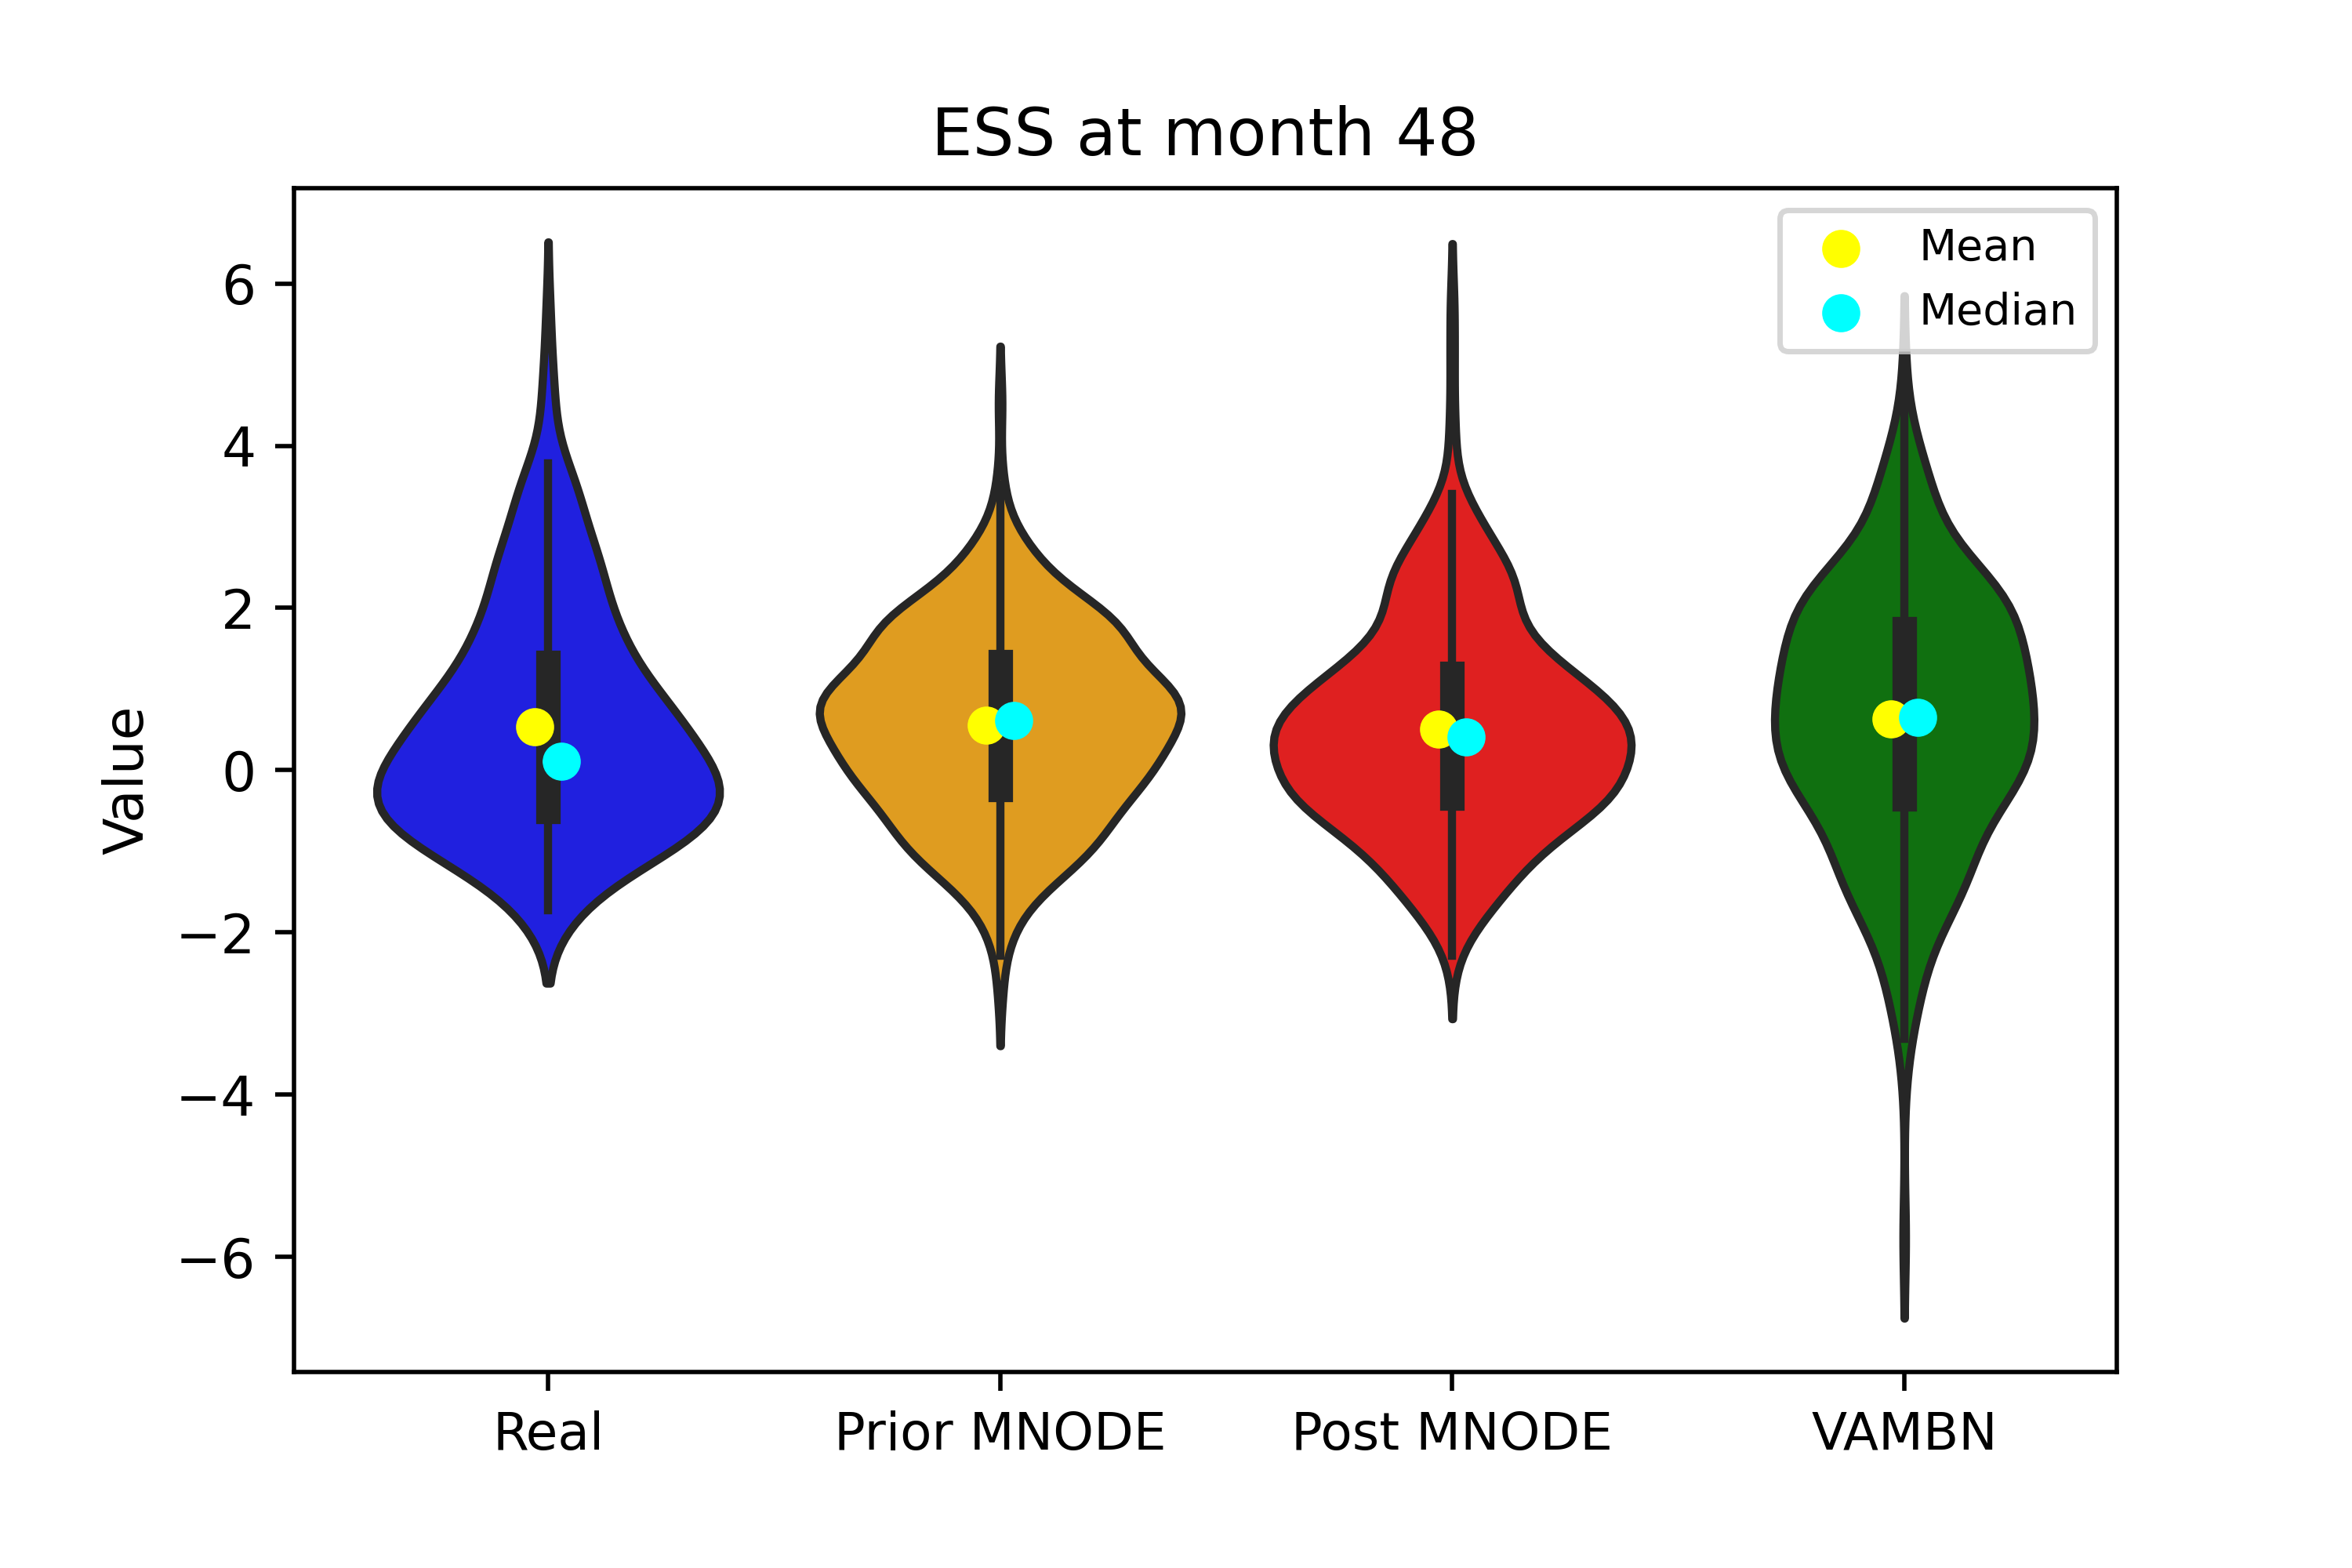 ESS at month 48
Mean
Median
6
4
2
0
−2
−4
−6
Value
Real
Prior MNODE
Post MNODE
VAMBN